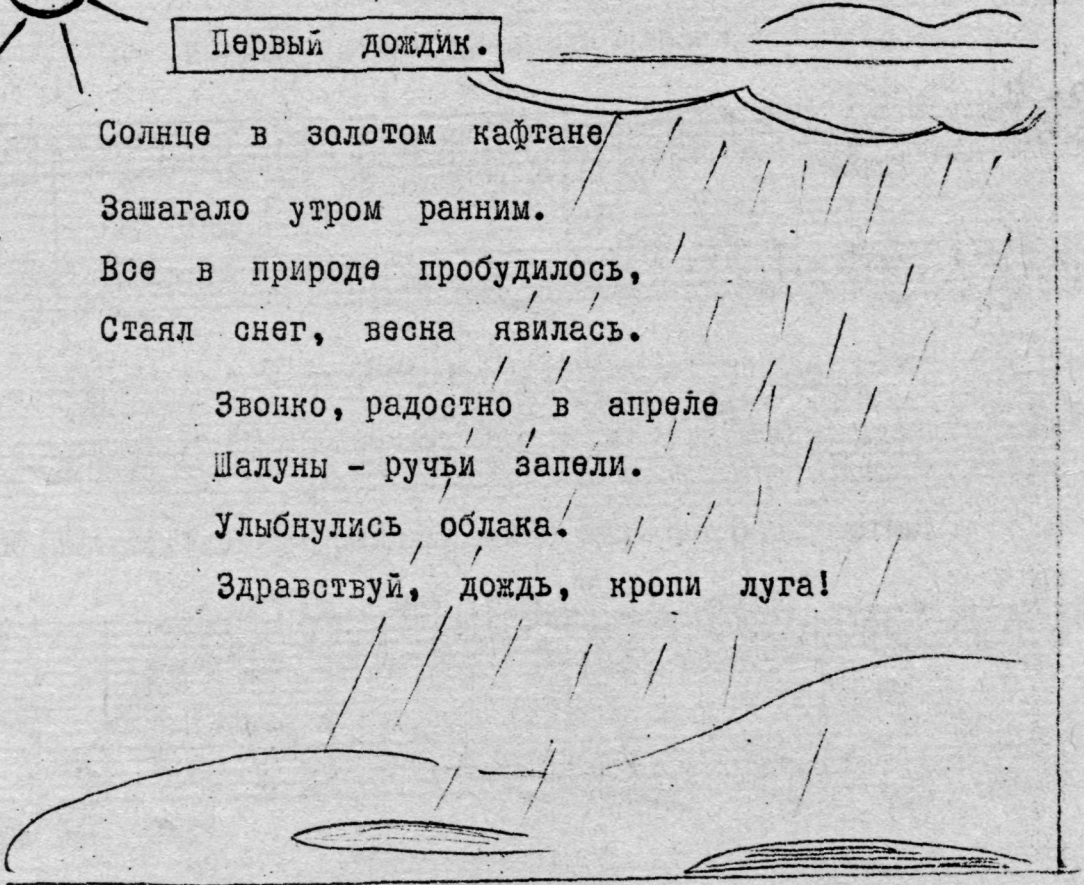 Первый дождик.
Солнце в золотом кафтане
Зашагало утром ранним.
Все в природе пробудилось,
Стаял снег, весна явилась.
Звонко, радостно в апреле
Шалуны - ручьи запели.
Улыбнулись облака.
Здравствуй, дождь, кропи луга!